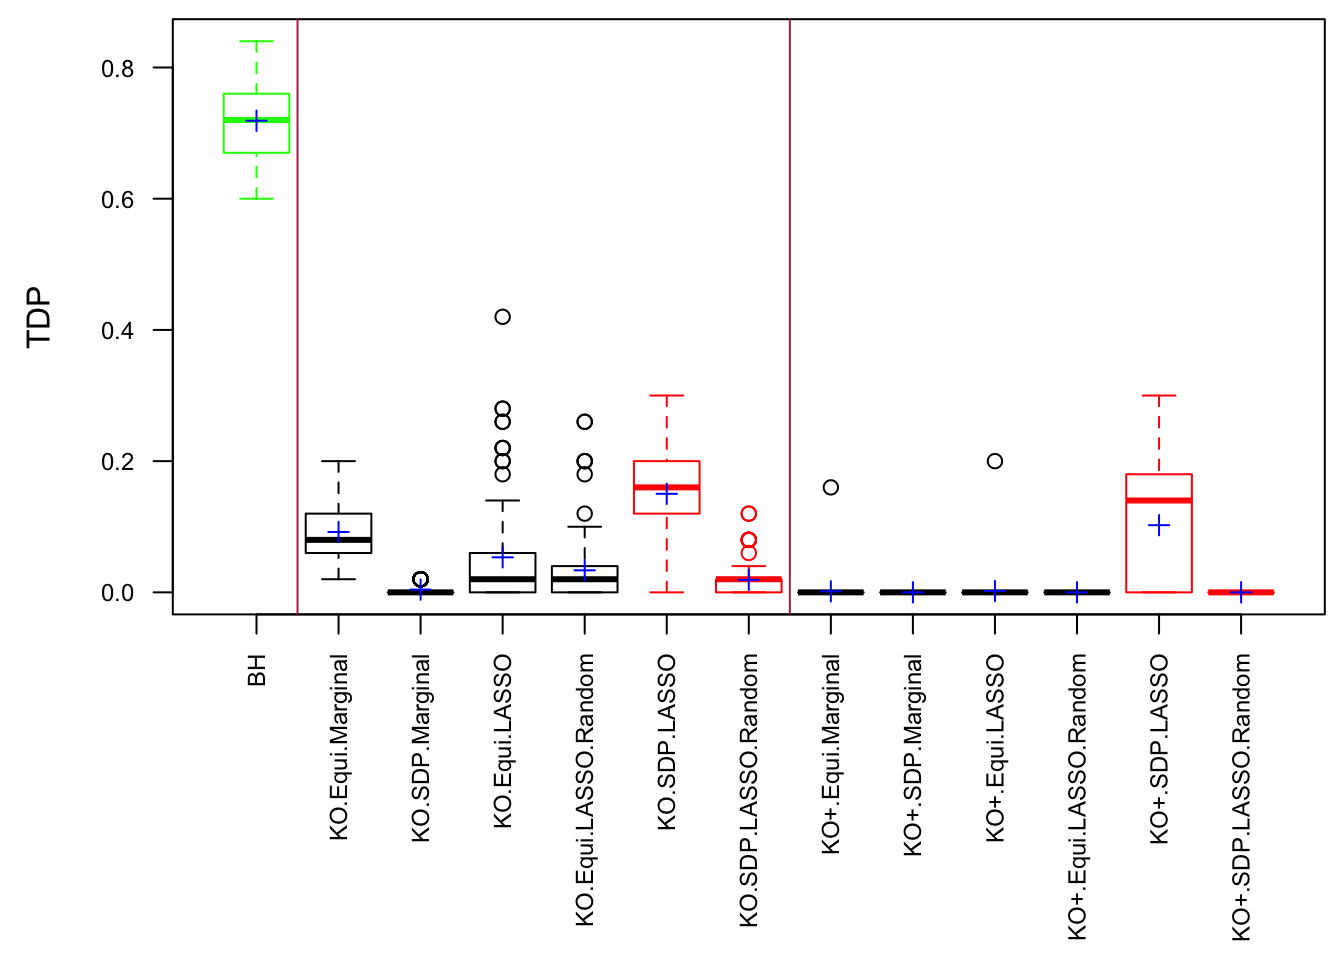 TDP
0.8
0.6
0.4
0.2
0.0
BH
KO.Equi.Marginal
KO.SDP.Marginal
KO.Equi.LASSO
KO.Equi.LASSO.Random
KO.SDP.LASSO
KO.SDP.LASSO.Random
KO+.Equi.Marginal
KO+.SDP.Marginal
KO+.Equi.LASSO
KO+.Equi.LASSO.Random
KO+.SDP.LASSO
KO+.SDP.LASSO.Random